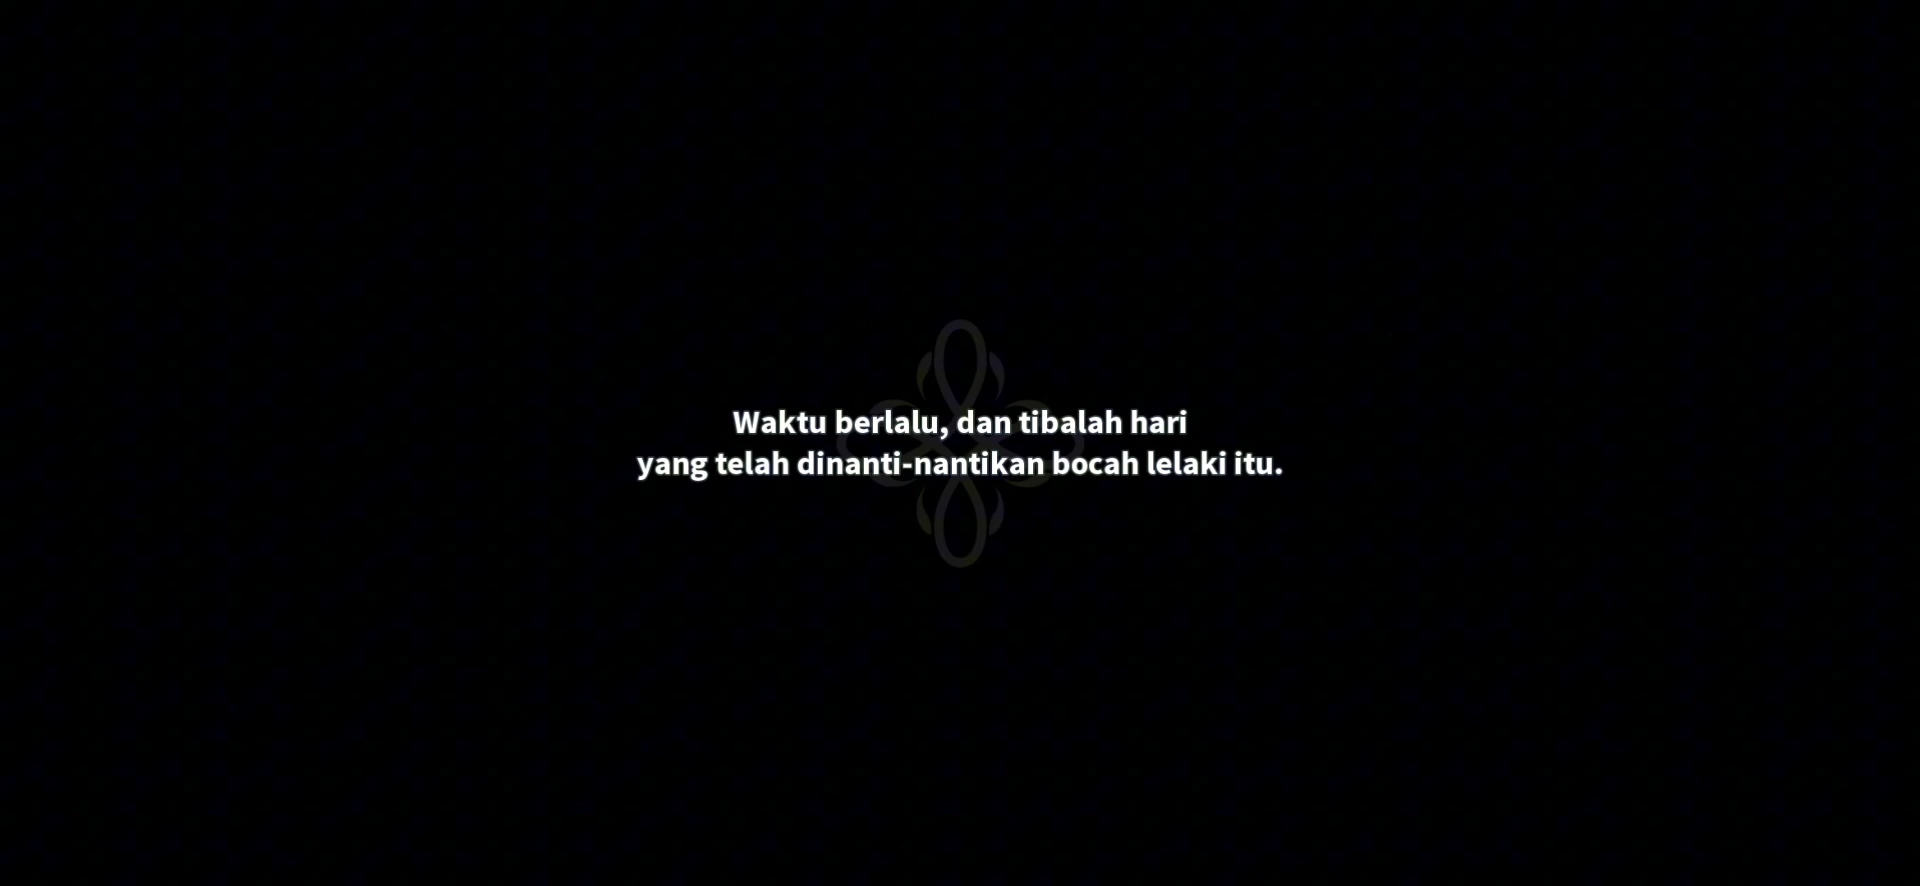 Waktu berlalu, dan tibalah hari
yang telah dinanti-nantikan bocah lelaki itu.